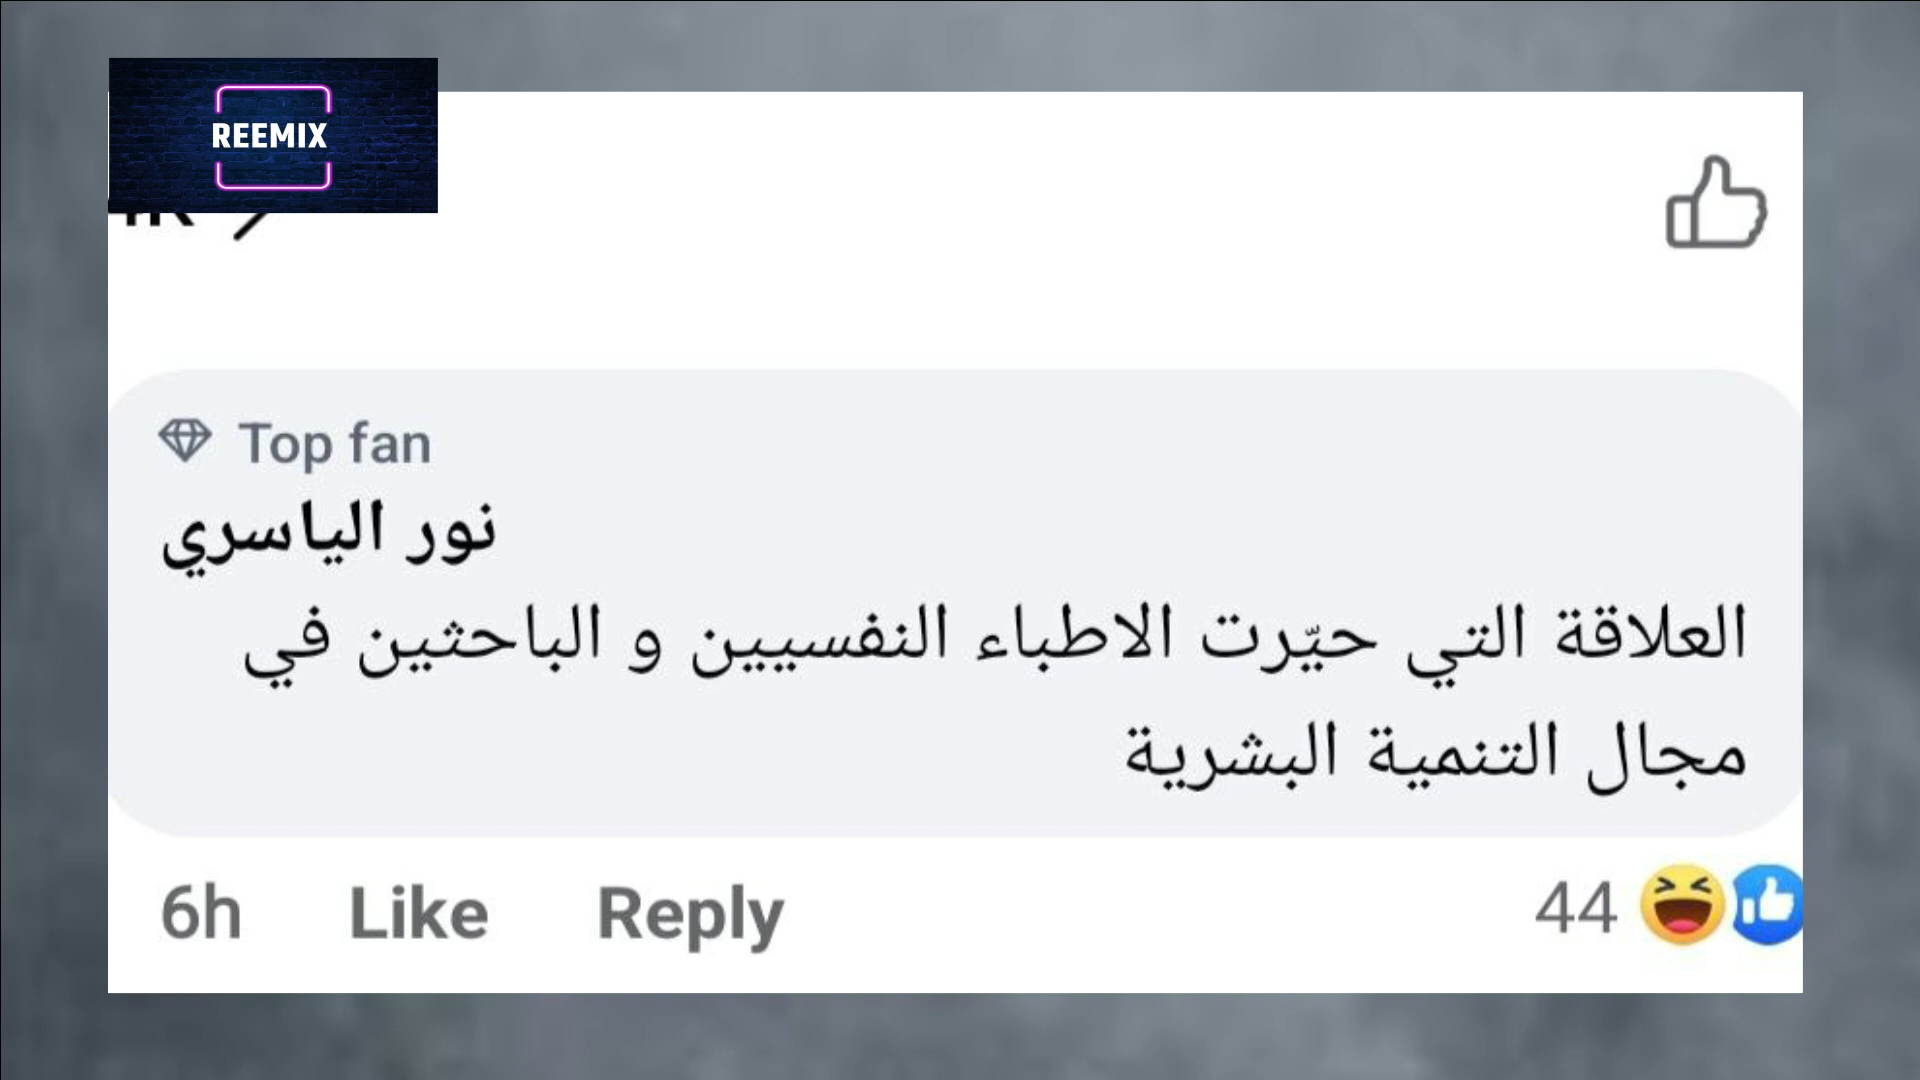 REEMIX
Top fan
نور الياسري
العلاقة التي حيّرت الاطباء النفسيين و الباحثين في
مجال التنمية البشرية
6h Like Reply 44